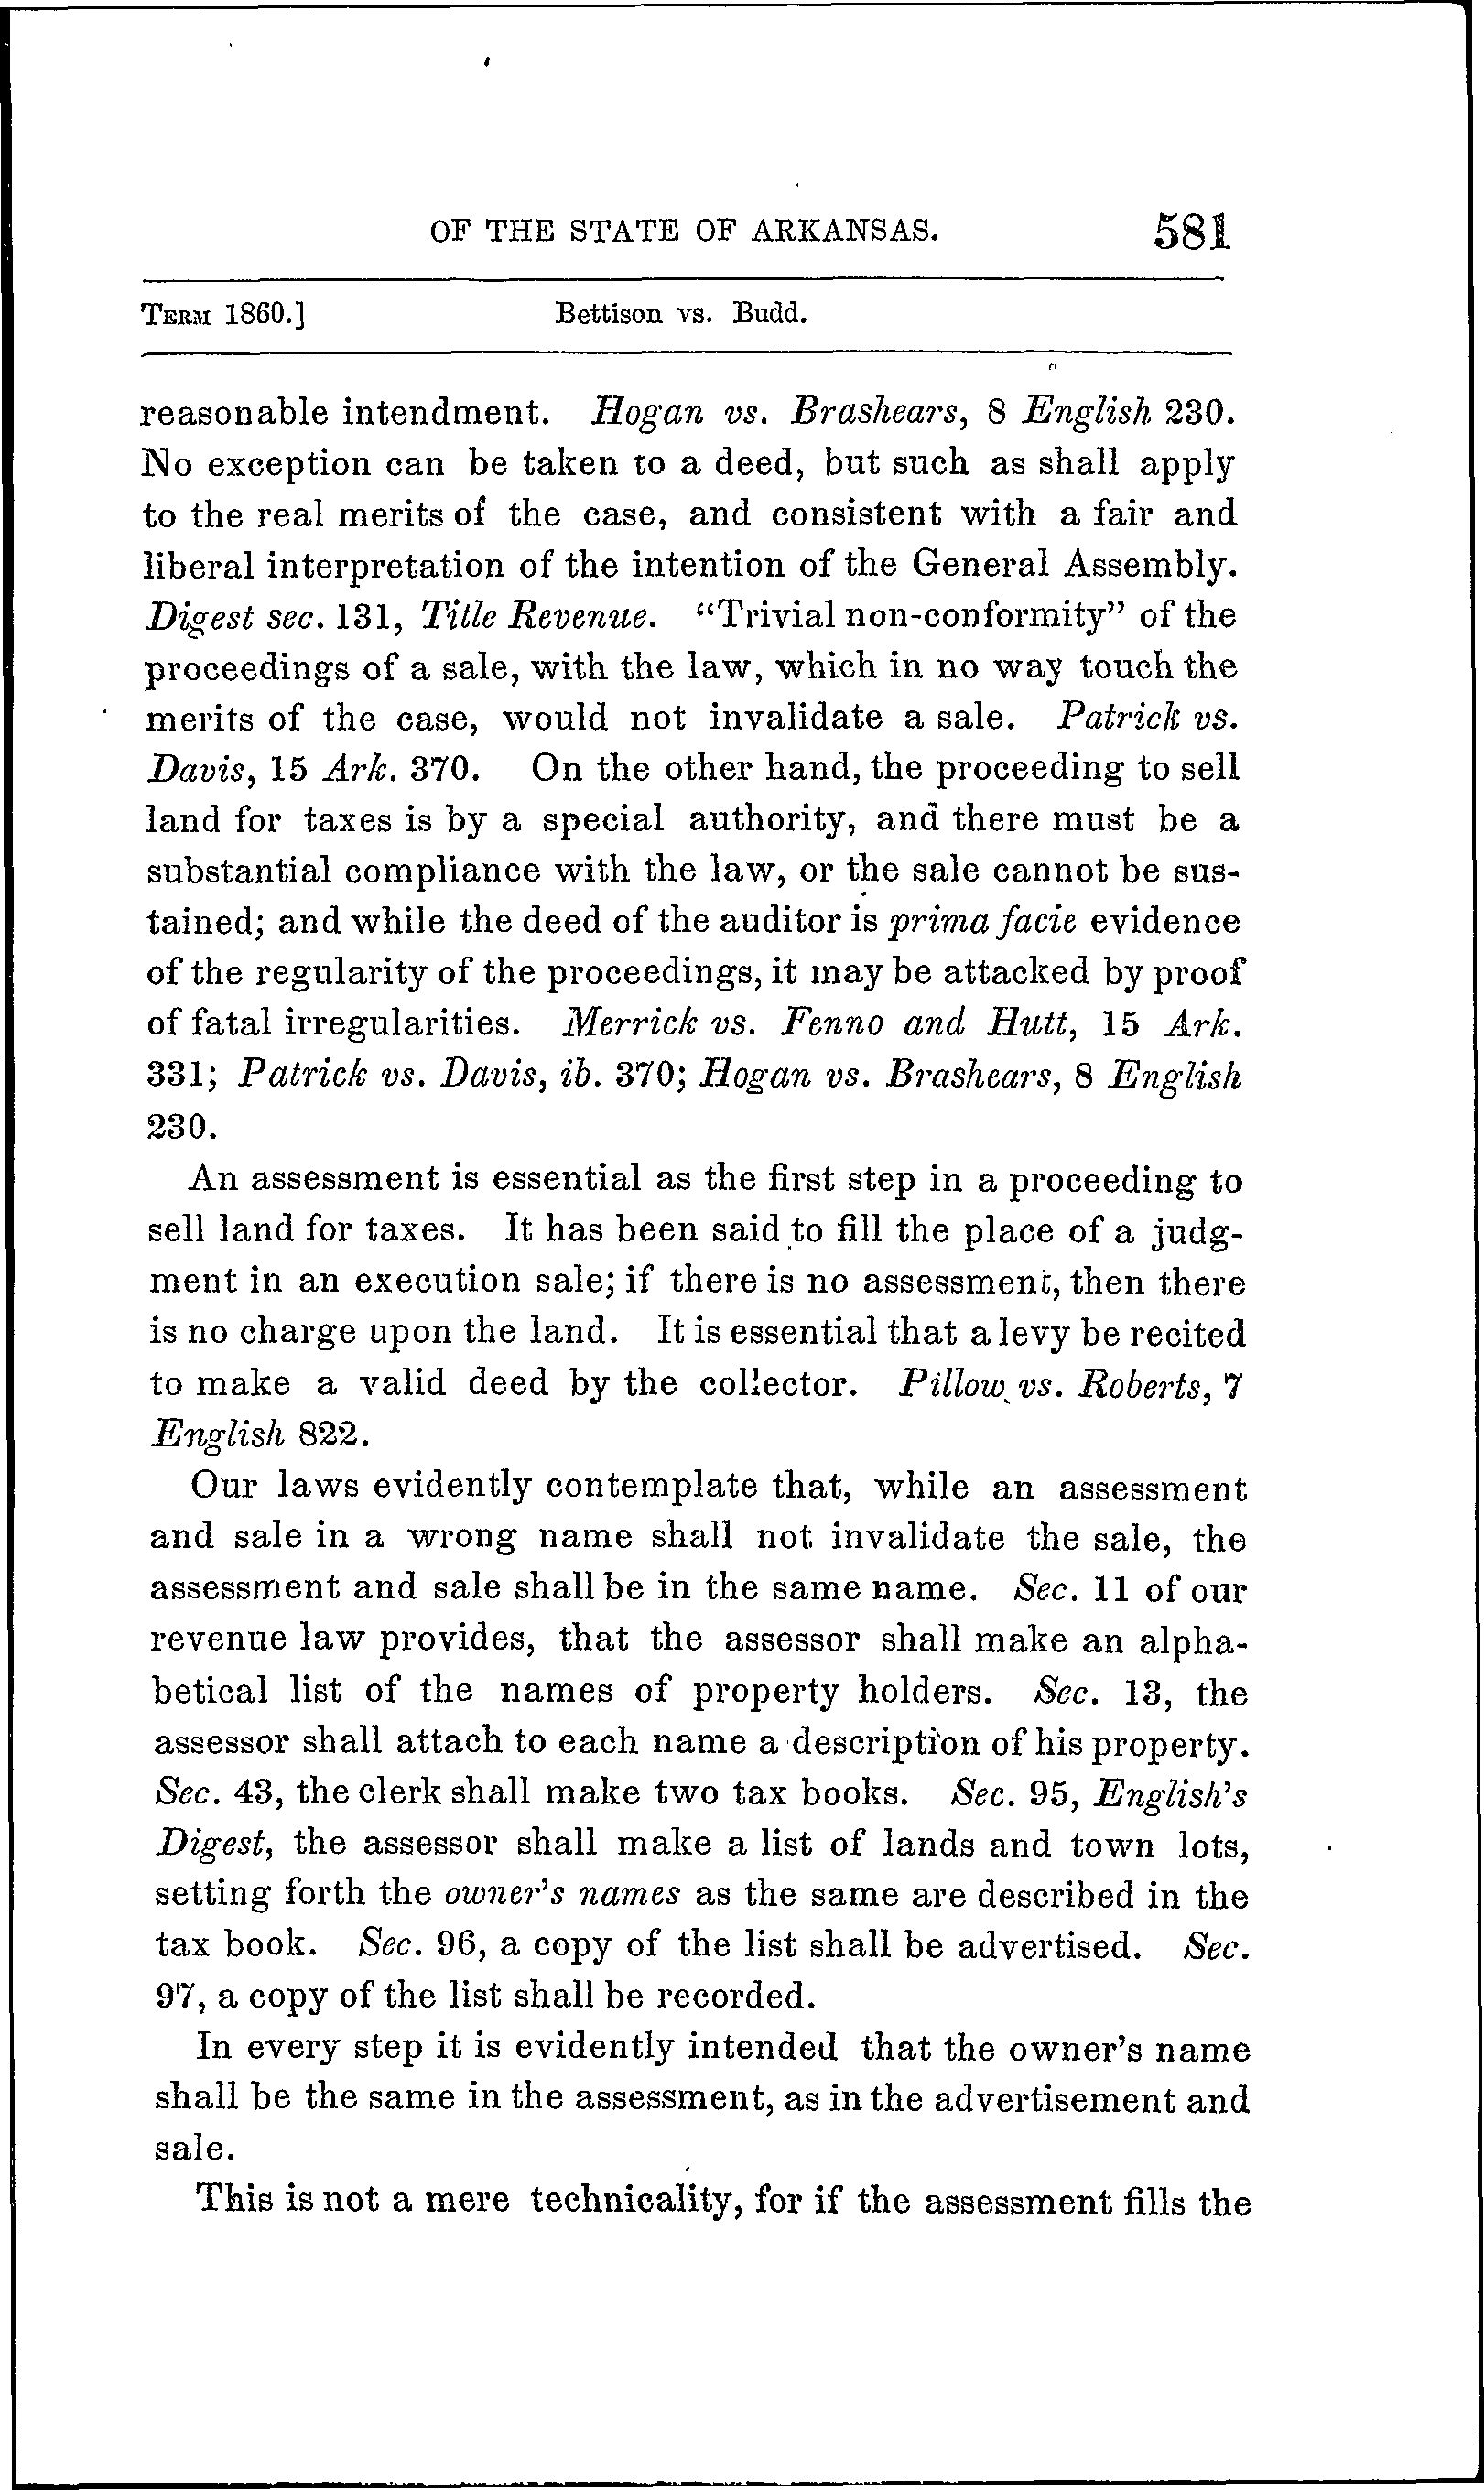 OF THE STATE OF ARKANSAS. 581
TERM 1860.] Bettison vs. Budd.
reasonable intendment. Hogan vs. Brashears, 8 English 230.
No exception can be taken to a deed, but such as shall apply
to the real merits of the case, and consistent with a fair and
liberal interpretation of the intention of the General Assembly.
Digest sec. 131, Title Revenue. “Trivial non-conformity” of the
proceedings of a sale, with the law, which in no way touch the
merits of the case, would not invalidate a sale. Patrick vs.
Davis, 15 Ark. 370. On the other hand, the proceeding to sell
land for taxes is by a special authority, and there must be a
substantial compliance with the law, or the sale cannot be sus-
tained; and while the deed of the auditor is prima facie evidence
of the regularity of the proceedings, it may be attacked by proof
of fatal irregularities. Merrick vs. Fenno and Hutt, 15 Ark.
331; Patrick vs. Davis, ib. 370; Hogan vs. Brashears, 8 English
230.
An assessment is essential as the first step in a proceeding to
sell land for taxes. It has been said to fill the place of a judg-
ment in an execution sale; if there is no assessment, then there
is no charge upon the land. It is essential that a levy be recited
to make a valid deed by the collector. Pillow vs. Roberts, 7
English 822.
Our laws evidently contemplate that, while an assessment
and sale in a wrong name shall not invalidate the sale, the
assessment and sale shall be in the same name. Sec. 11 of our
revenue law provides, that the assessor shall make an alpha-
betical list of the names of property holders. Sec. 13, the
assessor shall attach to each name a description of his property.
Sec. 43, the clerk shall make two tax books. Sec. 95, English's
Digest, the assessor shall make a list of lands and town lots,
setting forth the owner's names as the same are described in the
tax book. Sec. 96, a copy of the list shall be advertised. Sec.
97, a copy of the list shall be recorded.
In every step it is evidently intended that the owner's name
shall be the same in the assessment, as in the advertisement and
sale.
This is not a mere technicality, for if the assessment fills the